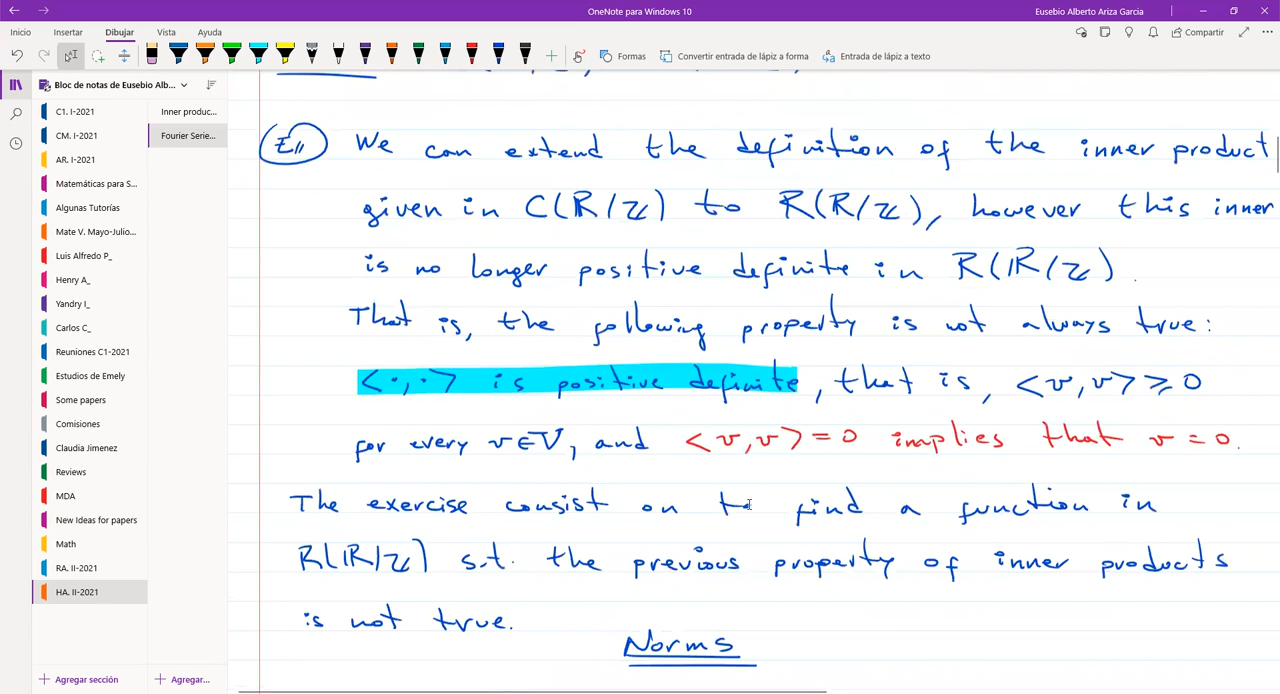 OneNote para Windows 10
Eusebio Alberto Ariza Garcia
Inicio Insertar Dibujar Vista Ayuda
Compartir
Formas Convertir entrada de lápiz a forma Entrada de lápiz a texto
Bloc de notas de Eusebio Alb...
C1. I-2021
CM. I-2021
AR. I-2021
Matemáticas para S...
Algunas Tutorías
Mate V. Mayo-Julio...
Luis Alfredo P_
Henry A_
Yandry I_
Carlos C_
Reuniones C1-2021
Estudios de Emely
Some papers
Comisiones
Claudia Jimenez
Reviews
MDA
New Ideas for papers
Math
RA. II-2021
HA. II-2021
Agregar sección
Inner produc...
Fourier Serie...
Agregar...
E// We can extend the definition of the inner product
given in C(R/Z) to R(R/Z), however this inner
is no longer positive definite in R(R/Z).
That is, the following property is not always true:
<·,·> is positive definite, that is, <v,v> ≥ 0
for every v∈V, and <v,v> = 0 implies that v = 0.
The exercise consist on to find a function in
R(R/Z) s.t. the previous property of inner products
is not true.
Norms